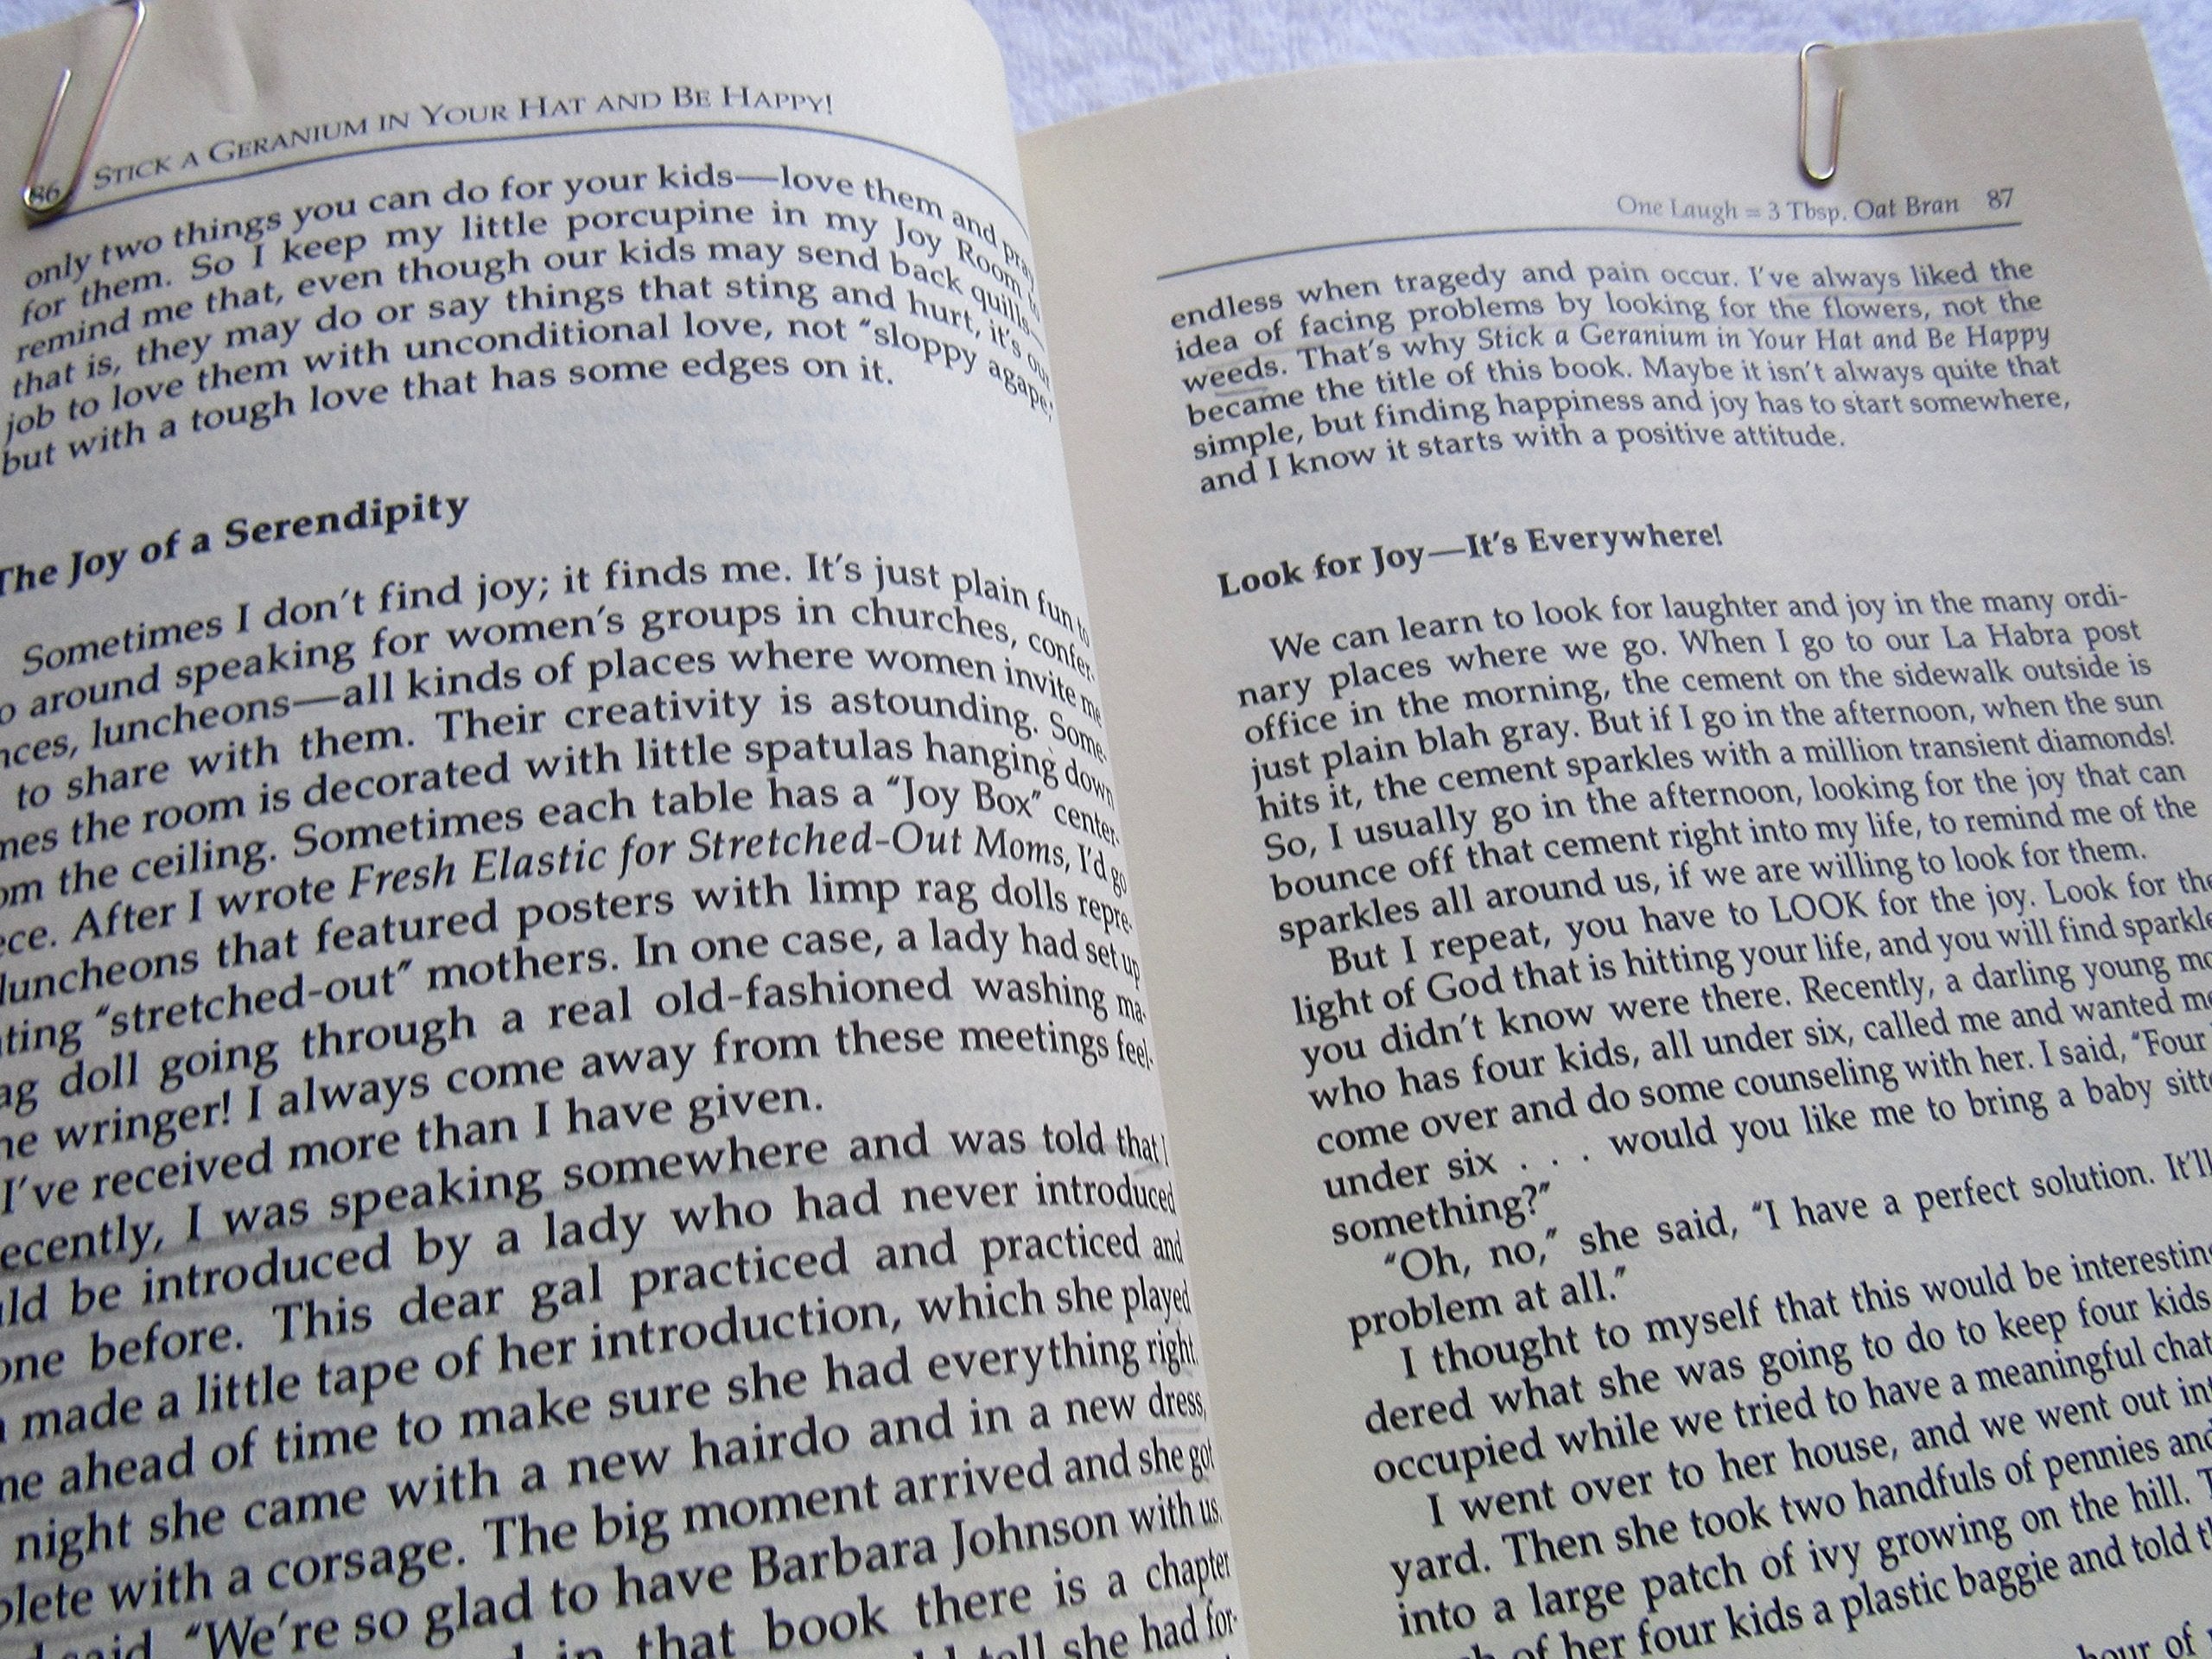 86 STICK A GERANIUM IN YOUR HAT AND BE HAPPY!
only two things you can do for your kids—love them and pray
for them. So I keep my little porcupine in my Joy Room to
remind me that, even though our kids may send back quills—
that is, they may do or say things that sting and hurt, it's our
job to love them with unconditional love, not “sloppy agape,”
but with a tough love that has some edges on it.
The Joy of a Serendipity
Sometimes I don't find joy; it finds me. It's just plain fun to
around speaking for women's groups in churches, confer-
luncheons—all kinds of places where women invite me
to share with them. Their creativity is astounding. Some-
the room is decorated with little spatulas hanging down
the ceiling. Sometimes each table has a “Joy Box” center-
After I wrote Fresh Elastic for Stretched-Out Moms, I'd go
luncheons that featured posters with limp rag dolls repre-
“stretched-out” mothers. In one case, a lady had set up
doll going through a real old-fashioned washing ma-
wringer! I always come away from these meetings feel-
I've received more than I have given.
I was speaking somewhere and was told that I
be introduced by a lady who had never introduced
before. This dear gal practiced and practiced and
made a little tape of her introduction, which she played
ahead of time to make sure she had everything right.
night she came with a new hairdo and in a new dress,
with a corsage. The big moment arrived and she got
said, “We're so glad to have Barbara Johnson with us.
in that book there is a chapter
tell she had for-
One Laugh = 3 Tbsp. Oat Bran 87
endless when tragedy and pain occur. I've always liked the
idea of facing problems by looking for the flowers, not the
weeds. That's why Stick a Geranium in Your Hat and Be Happy
became the title of this book. Maybe it isn't always quite that
simple, but finding happiness and joy has to start somewhere,
and I know it starts with a positive attitude.
Look for Joy—It's Everywhere!
We can learn to look for laughter and joy in the many ordi-
nary places where we go. When I go to our La Habra post
office in the morning, the cement on the sidewalk outside is
just plain blah gray. But if I go in the afternoon, when the sun
hits it, the cement sparkles with a million transient diamonds!
So, I usually go in the afternoon, looking for the joy that can
bounce off that cement right into my life, to remind me of the
sparkles all around us, if we are willing to look for them.
But I repeat, you have to LOOK for the joy. Look for the
light of God that is hitting your life, and you will find sparkle
you didn't know were there. Recently, a darling young
who has four kids, all under six, called me and wanted me
come over and do some counseling with her. I said, “Four
under six . . . would you like me to bring a baby
something?”
“Oh, no,” she said, “I have a perfect solution. It'll
problem at all.”
I thought to myself that this would be interesting
dered what she was going to do to keep four kids
occupied while we tried to have a meaningful chat
I went over to her house, and we went out
yard. Then she took two handfuls of pennies and
into a large patch of ivy growing on the hill.
of her four kids a plastic baggie and told
hour of